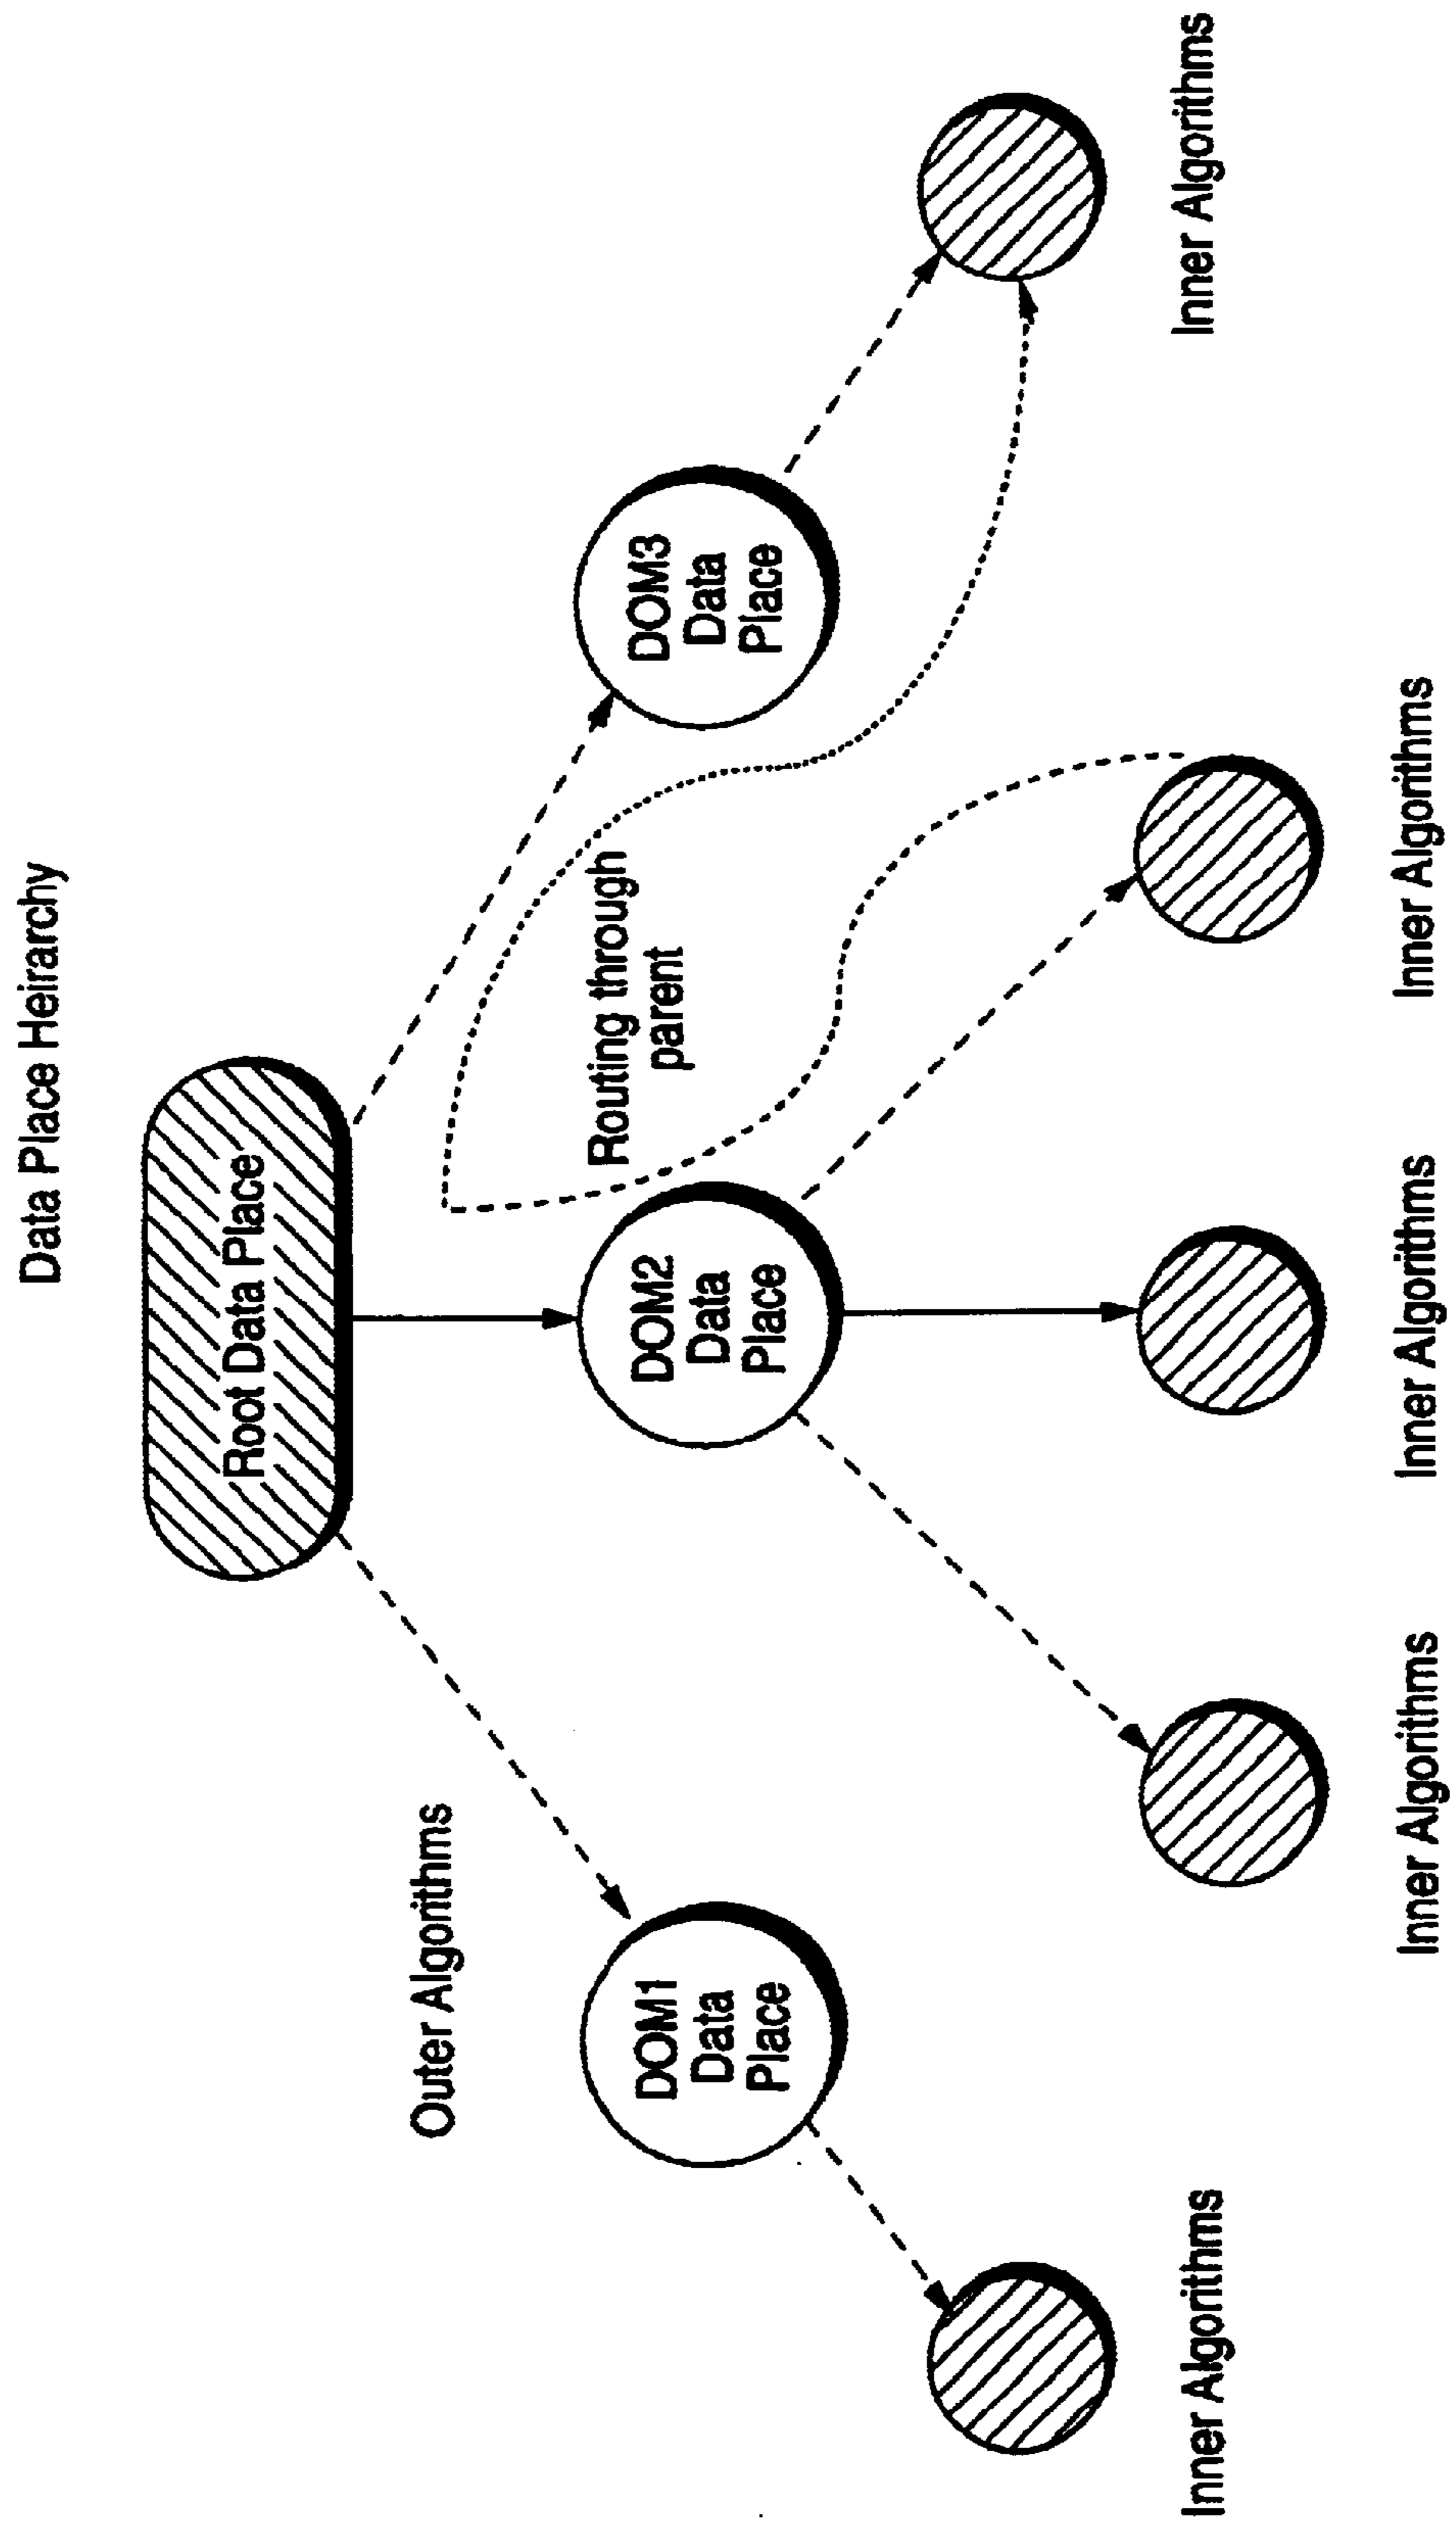 Data Place Heirarchy
Root Data Place
Outer Algorithms
DOM1
Data
Place
DOM2
Data
Place
Routing through
parent
DOM3
Data
Place
Inner Algorithms
Inner Algorithms
Inner Algorithms
Inner Algorithms
Inner Algorithms